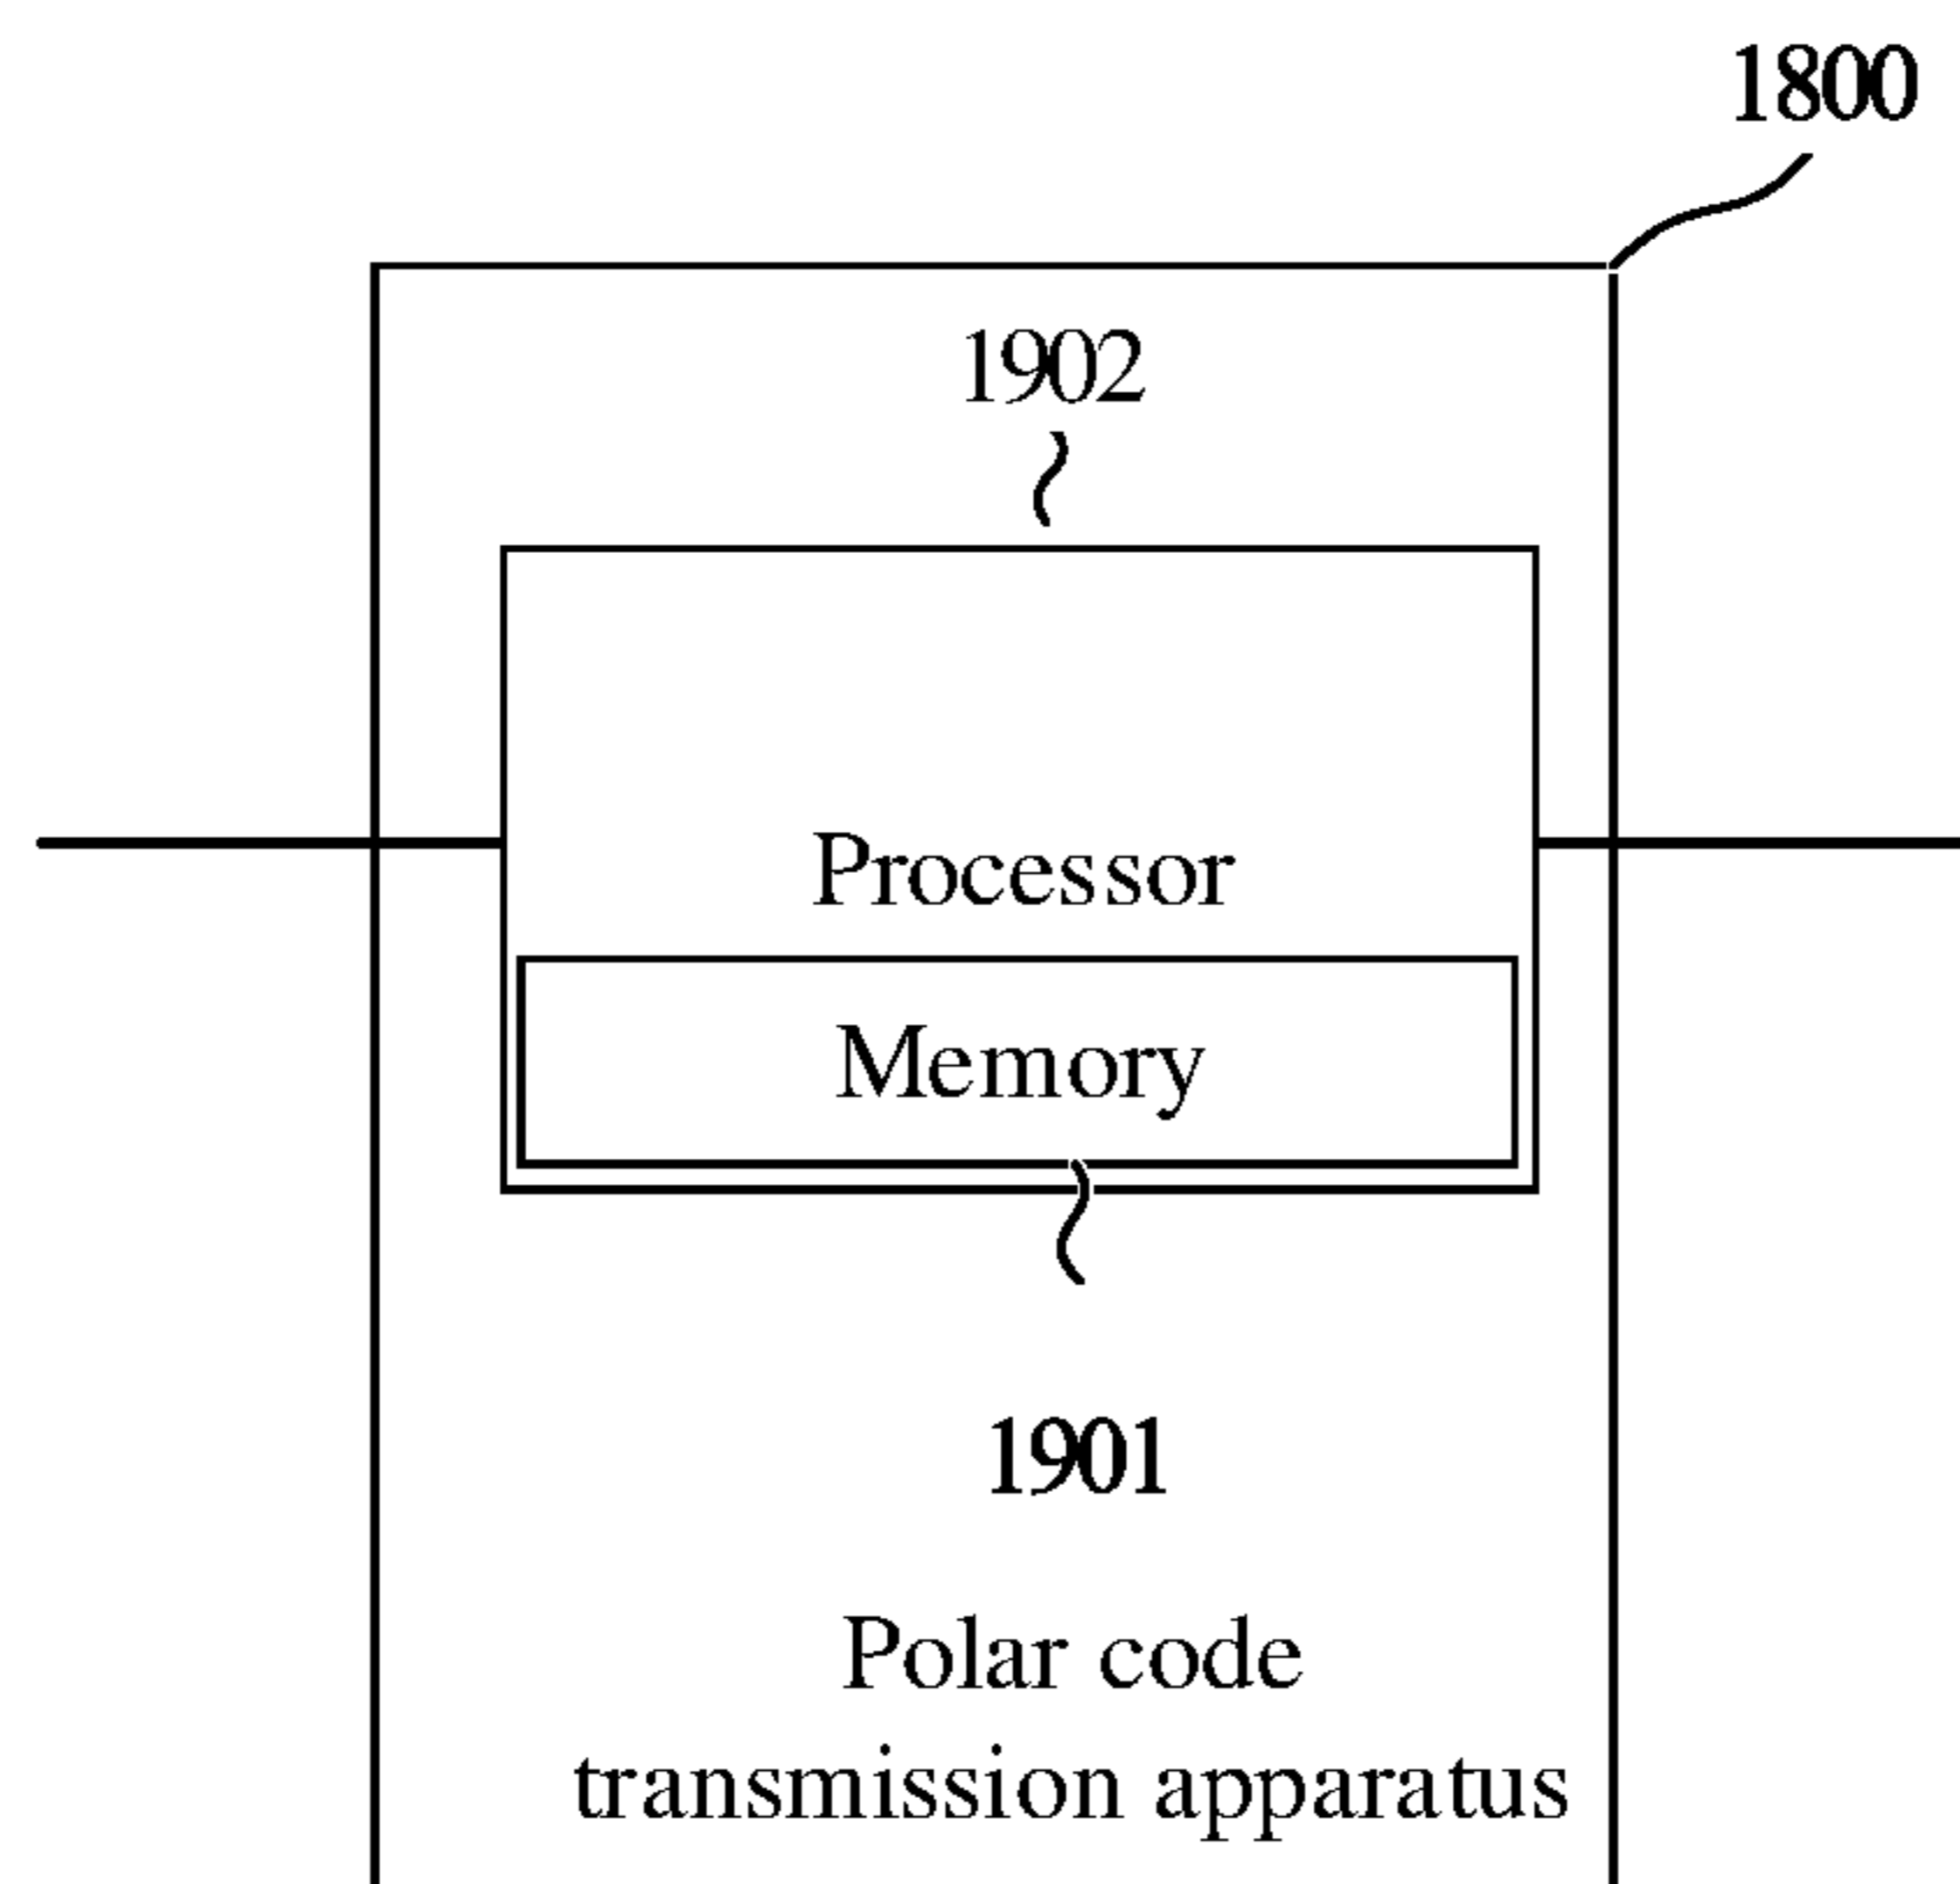 1800
1902
Processor
Memory
1901
Polar code
transmission apparatus